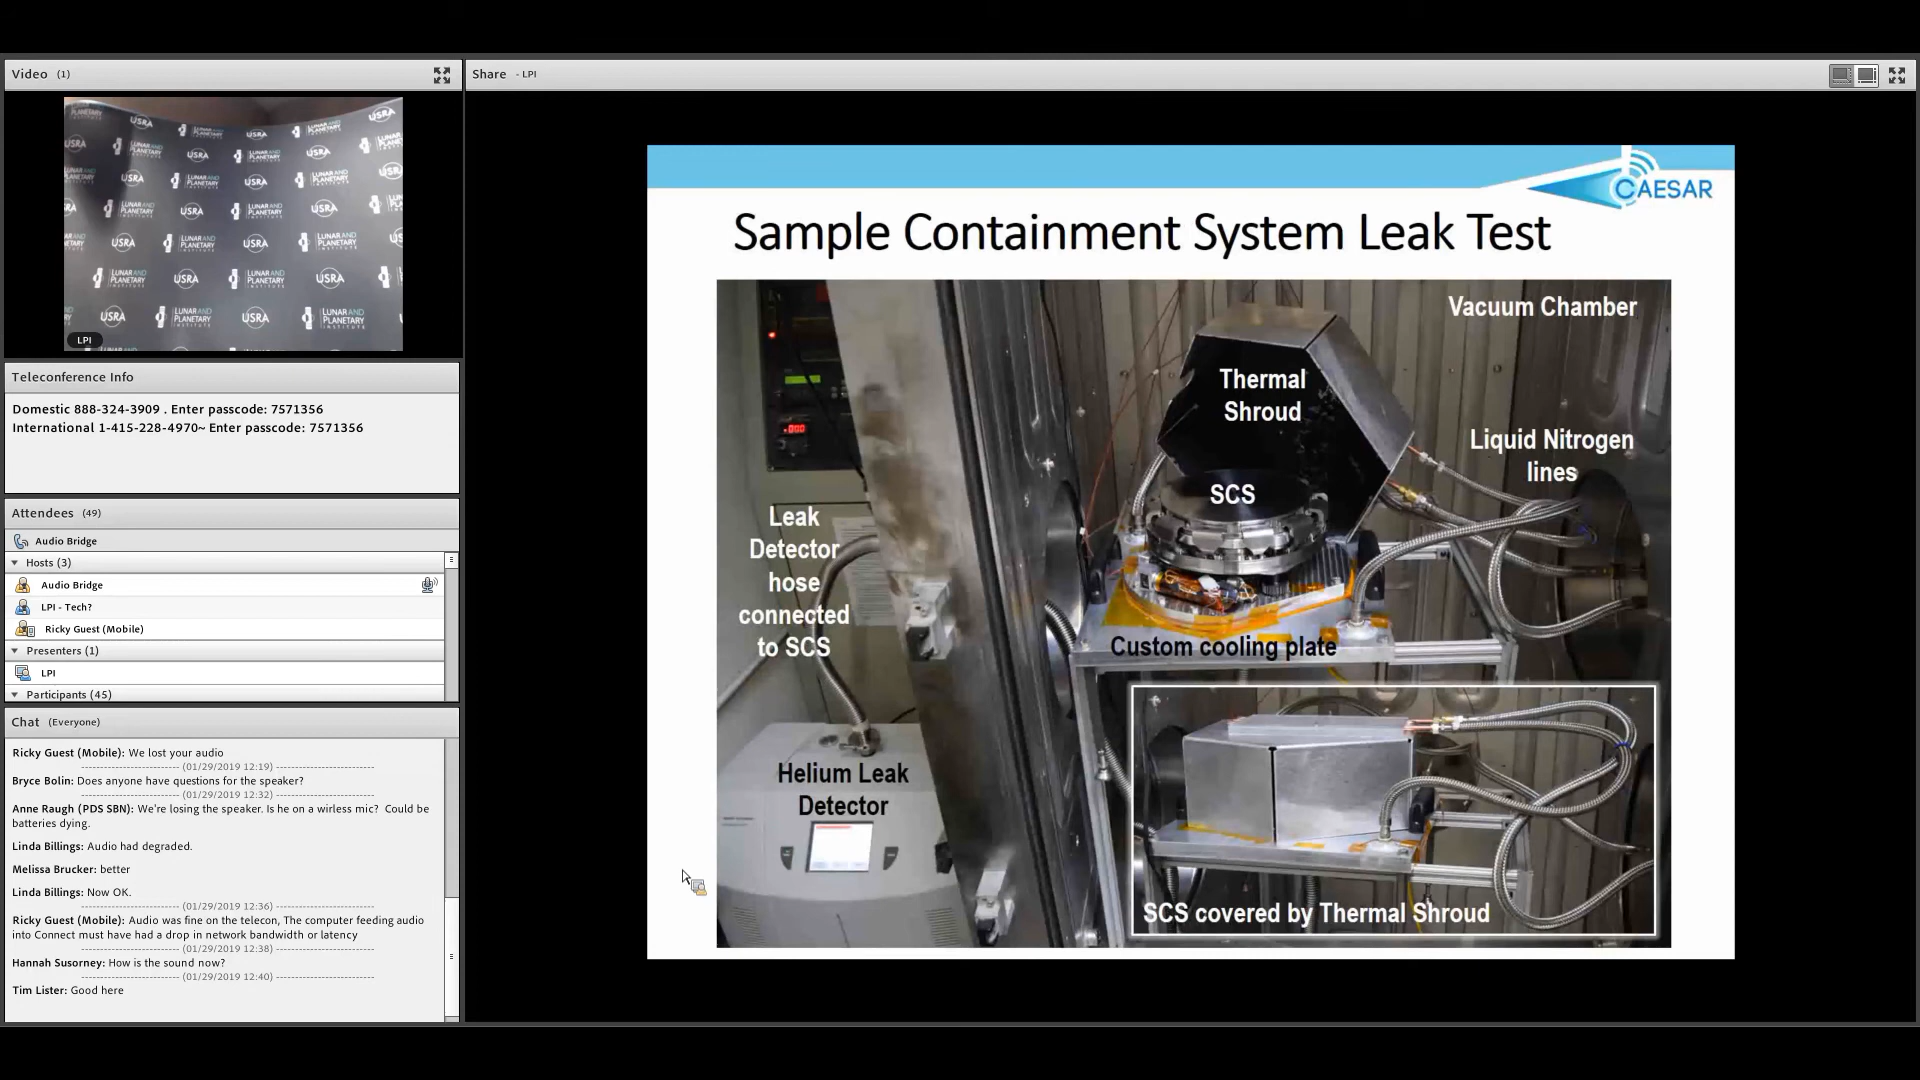 Video (1)
USRA
LUNAR AND PLANETARY INSTITUTE
LPI
Teleconference Info
Domestic 888-324-3909 . Enter passcode: 7571356
International 1-415-228-4970~ Enter passcode: 7571356
Attendees (49)
Audio Bridge
Hosts (3)
Audio Bridge
LPI - Tech?
Ricky Guest (Mobile)
Presenters (1)
LPI
Participants (45)
Chat (Everyone)
Ricky Guest (Mobile): We lost your audio
(01/29/2019 12:19)
Bryce Bolin: Does anyone have questions for the speaker?
(01/29/2019 12:32)
Anne Raugh (PDS SBN): We're losing the speaker. Is he on a wirless mic? Could be
batteries dying.
Linda Billings: Audio had degraded.
Melissa Brucker: better
Linda Billings: Now OK.
(01/29/2019 12:36)
Ricky Guest (Mobile): Audio was fine on the telecon, The computer feeding audio
into Connect must have had a drop in network bandwidth or latency
(01/29/2019 12:38)
Hannah Susorney: How is the sound now?
(01/29/2019 12:40)
Tim Lister: Good here
Share - LPI
CAESAR
Sample Containment System Leak Test
Vacuum Chamber
Thermal
Shroud
Liquid Nitrogen
lines
SCS
Leak
Detector
hose
connected
to SCS
Custom cooling plate
Helium Leak
Detector
SCS covered by Thermal Shroud